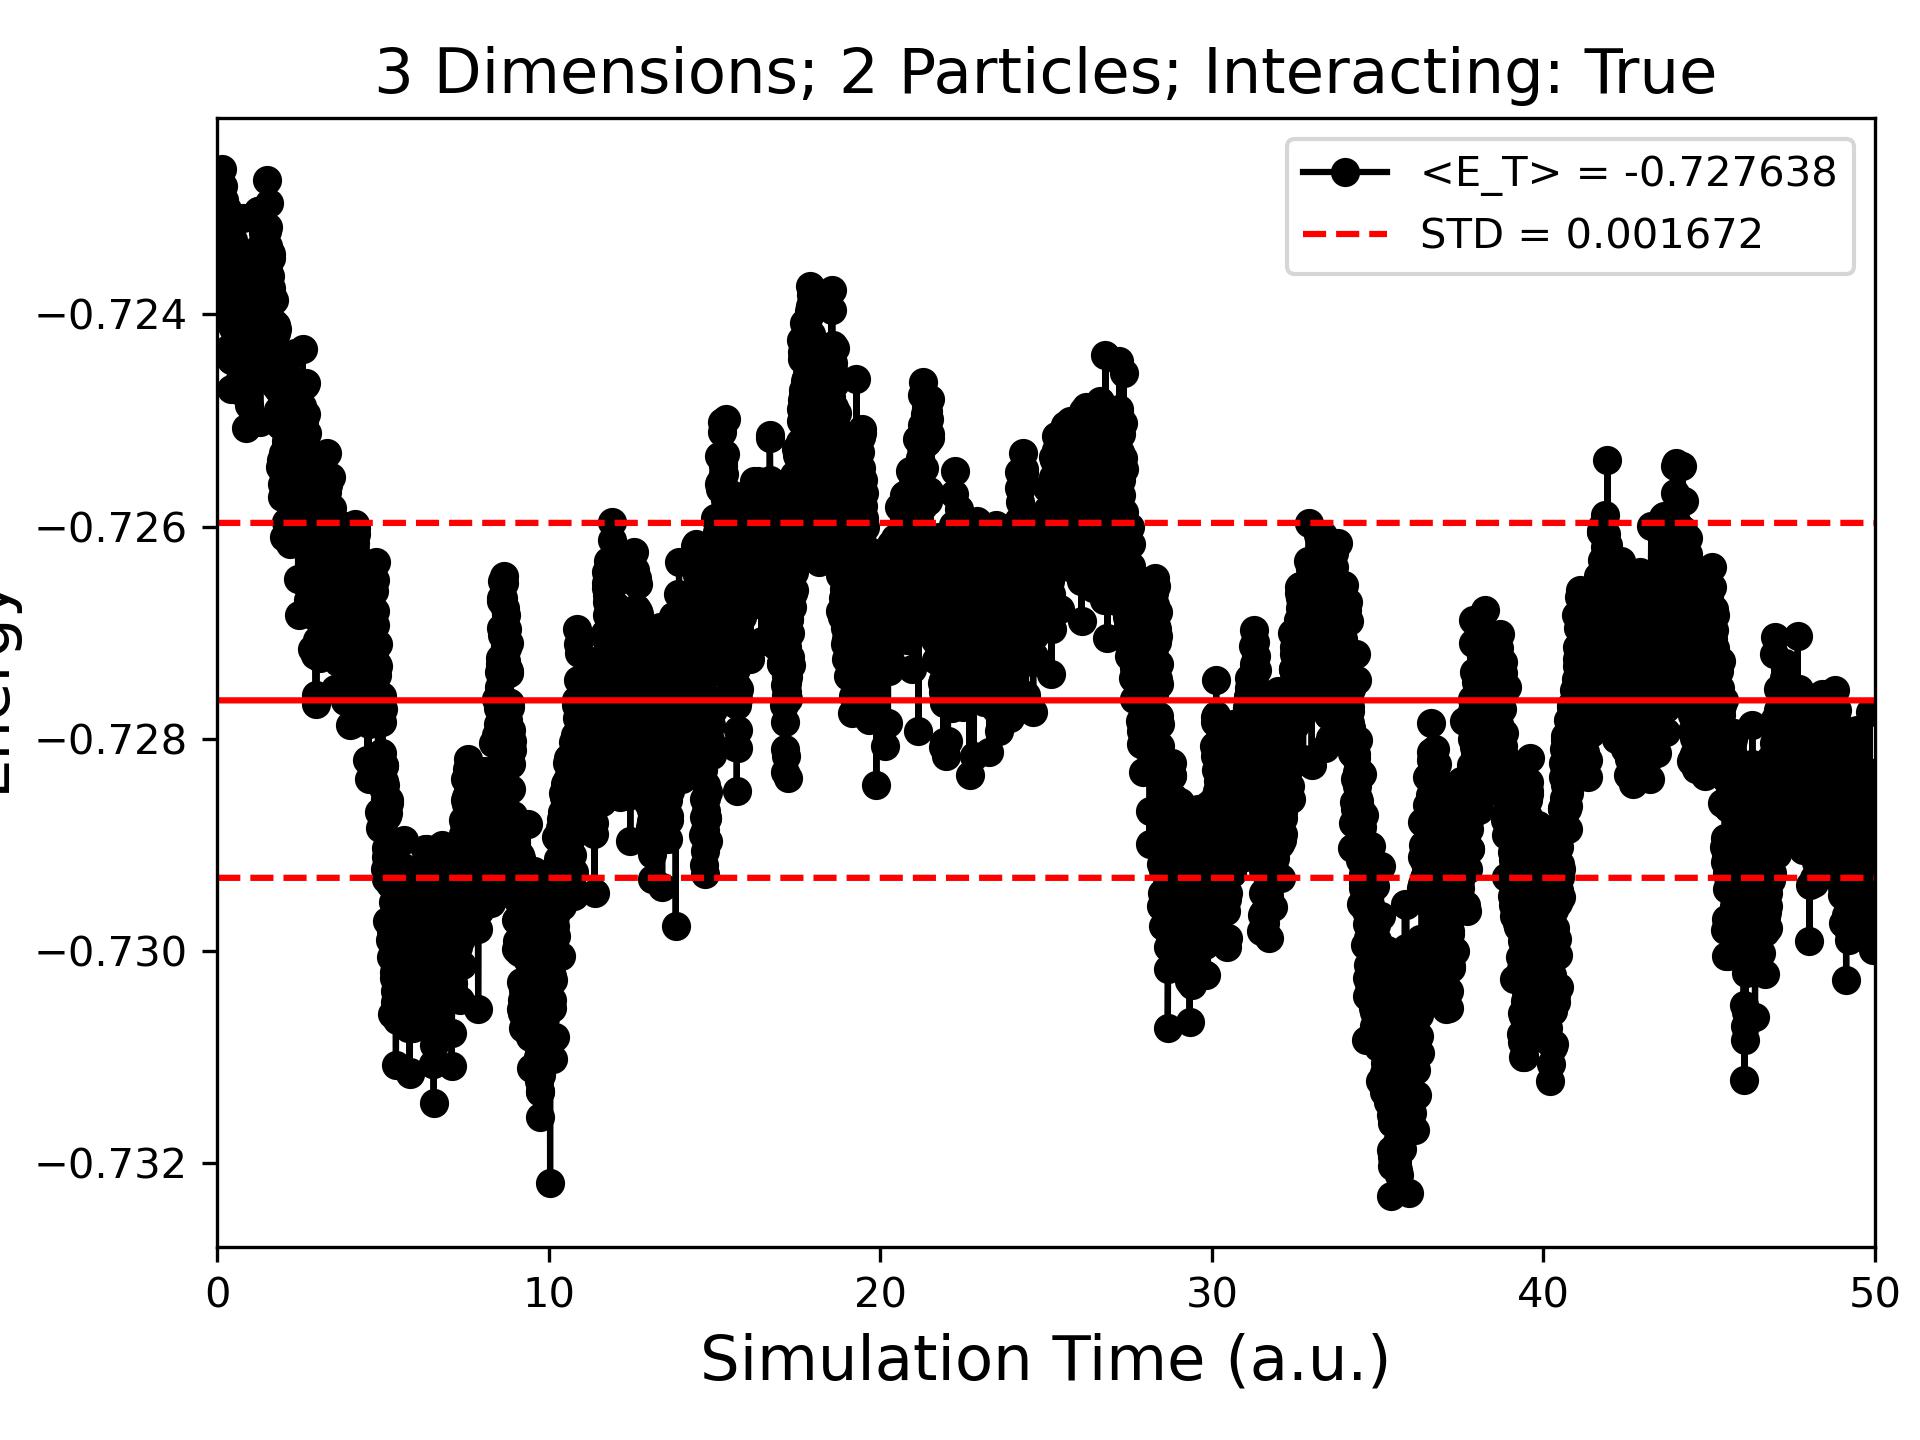 3 Dimensions; 2 Particles; Interacting: True
<E_T> = -0.727638
STD = 0.001672
Energy
−0.724
−0.726
−0.728
−0.730
−0.732
0 10 20 30 40 50
Simulation Time (a.u.)